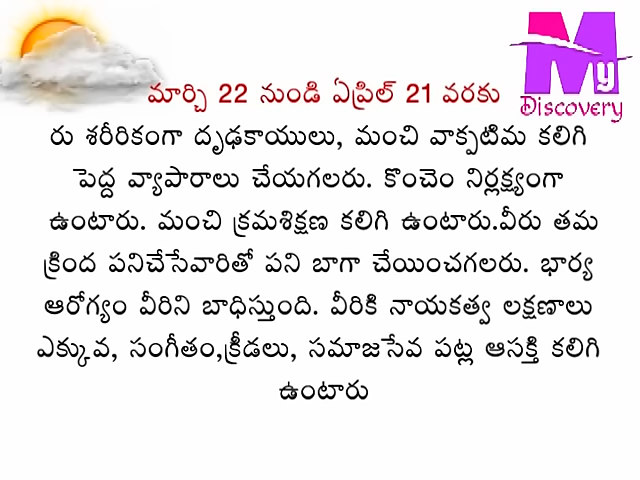 My
Discovery
మార్చి 22 నుండి ఏప్రిల్ 21 వరకు
రు శరీరికంగా దృఢకాయులు, మంచి వాక్పటిమ కలిగి
పెద్ద వ్యాపారాలు చేయగలరు. కొంచెం నిర్లక్ష్యంగా
ఉంటారు. మంచి క్రమశిక్షణ కలిగి ఉంటారు.వీరు తమ
క్రింద పనిచేసేవారితో పని బాగా చేయించగలరు. భార్య
ఆరోగ్యం వీరిని బాధిస్తుంది. వీరికి నాయకత్వ లక్షణాలు
ఎక్కువ, సంగీతం,క్రీడలు, సమాజసేవ పట్ల ఆసక్తి కలిగి
ఉంటారు